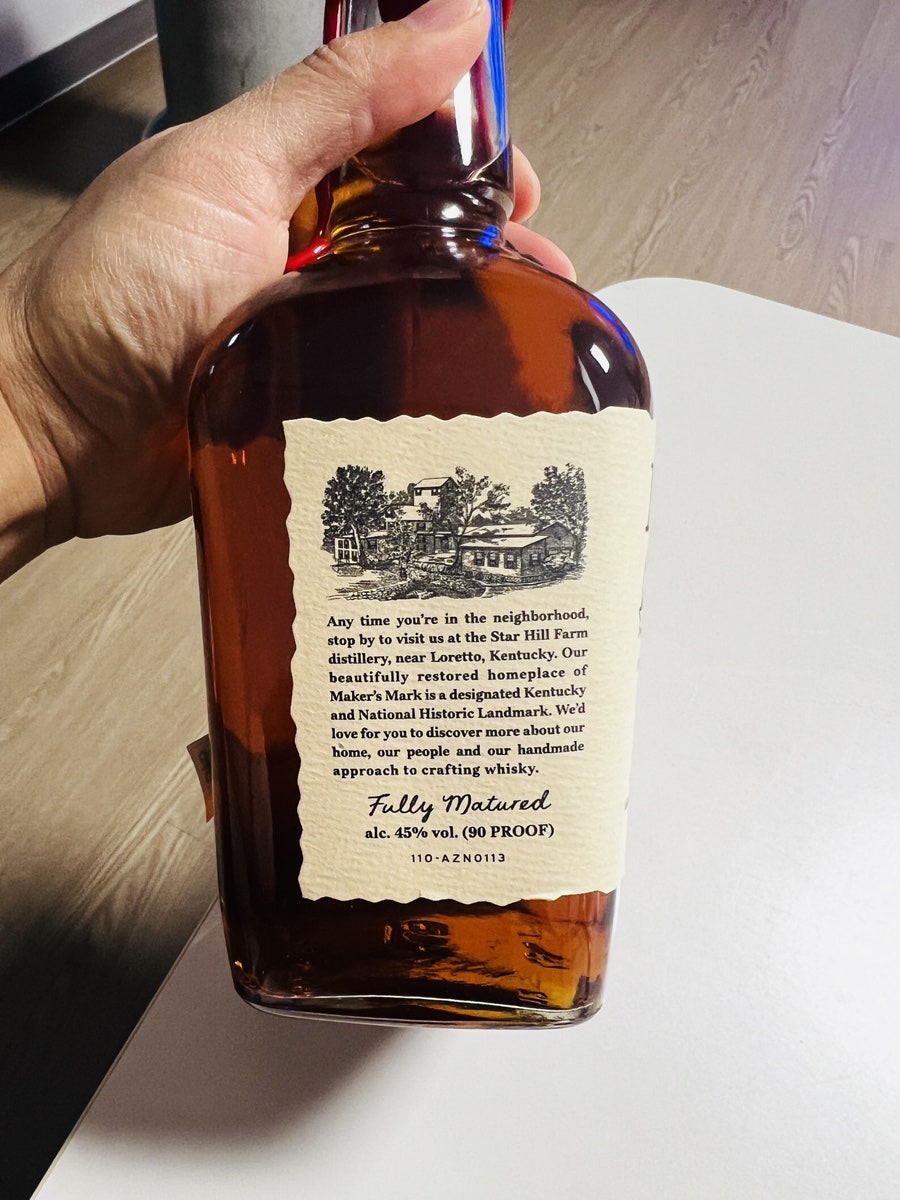 Any time you're in the neighborhood,
stop by to visit us at the Star Hill Farm
distillery, near Loretto, Kentucky. Our
beautifully restored homeplace of
Maker's Mark is a designated Kentucky
and National Historic Landmark. We'd
love for you to discover more about our
home, our people and our handmade
approach to crafting whisky.
Fully Matured
alc. 45% vol. (90 PROOF)
110-AZN0113